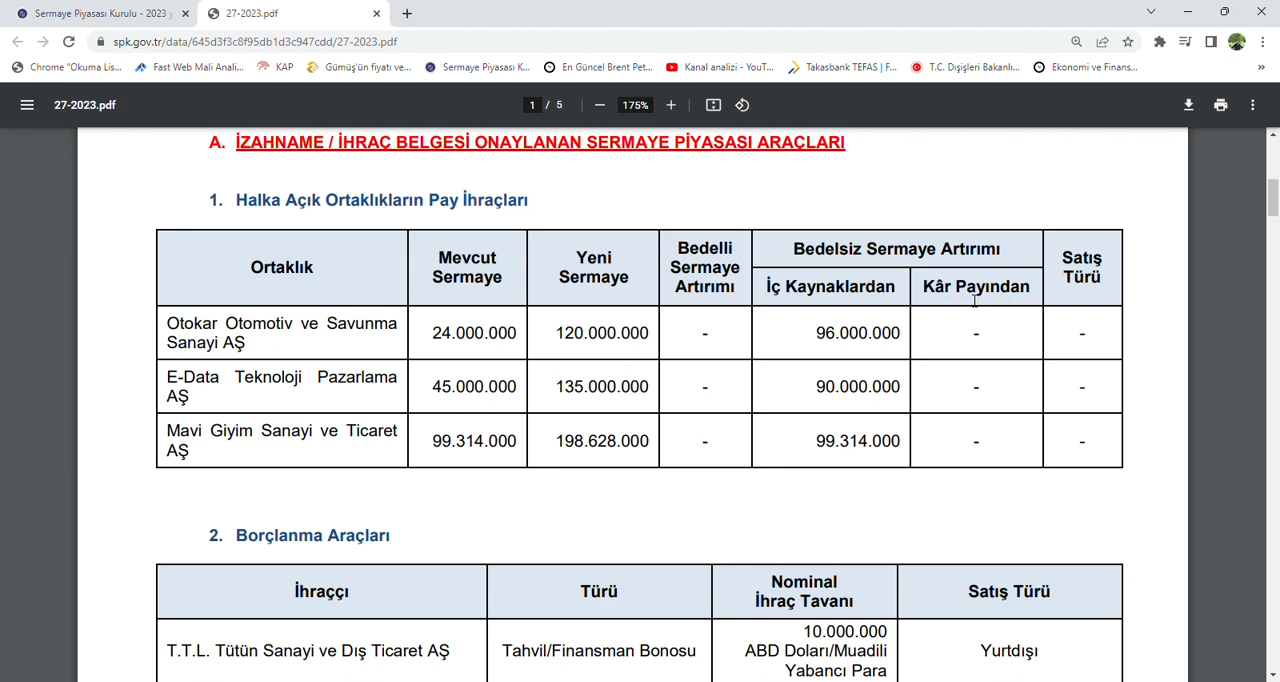 Sermaye Piyasası Kurulu - 2023 y
27-2023.pdf
spk.gov.tr/data/645d3f3c8f95db1d3c947cdd/27-2023.pdf
Chrome "Okuma Lis...
Fast Web Mali Anali...
KAP
Gümüş'ün fiyatı ve...
Sermaye Piyasası K...
En Güncel Brent Pet...
Kanal analizi - YouT...
Takasbank TEFAS | F...
T.C. Dışişleri Bakanlı...
Ekonomi ve Finans...
»
27-2023.pdf
1 / 5
175%
A. İZAHNAME / İHRAÇ BELGESİ ONAYLANAN SERMAYE PİYASASI ARAÇLARI
1. Halka Açık Ortaklıkların Pay İhraçları
Ortaklık
Mevcut
Sermaye
Yeni
Sermaye
Bedelli
Sermaye
Artırımı
Bedelsiz Sermaye Artırımı
İç Kaynaklardan
Kâr Payından
Satış
Türü
Otokar Otomotiv ve Savunma
Sanayi AŞ
24.000.000
120.000.000
-
96.000.000
-
-
E-Data Teknoloji Pazarlama
AŞ
45.000.000
135.000.000
-
90.000.000
-
-
Mavi Giyim Sanayi ve Ticaret
AŞ
99.314.000
198.628.000
-
99.314.000
-
-
2. Borçlanma Araçları
İhraççı
Türü
Nominal
İhraç Tavanı
Satış Türü
T.T.L. Tütün Sanayi ve Dış Ticaret AŞ
Tahvil/Finansman Bonosu
10.000.000
ABD Doları/Muadili
Yabancı Para
Yurtdışı